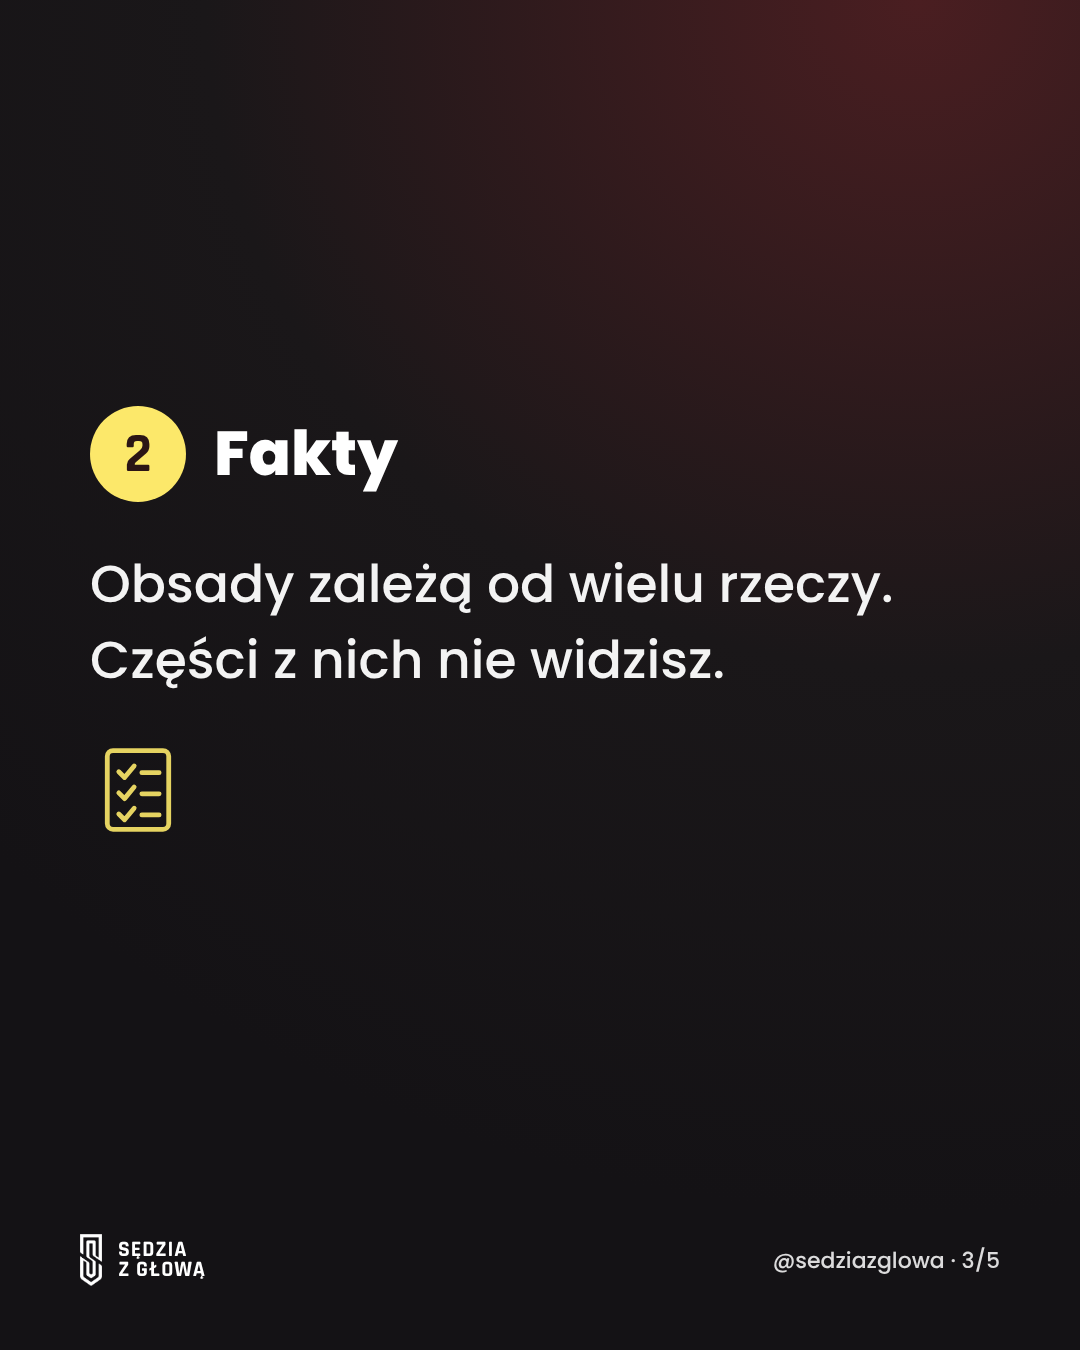 2 Fakty
Obsady zależą od wielu rzeczy.
Części z nich nie widzisz.
SĘDZIA
Z GŁOWĄ
@sedziazglowa · 3/5